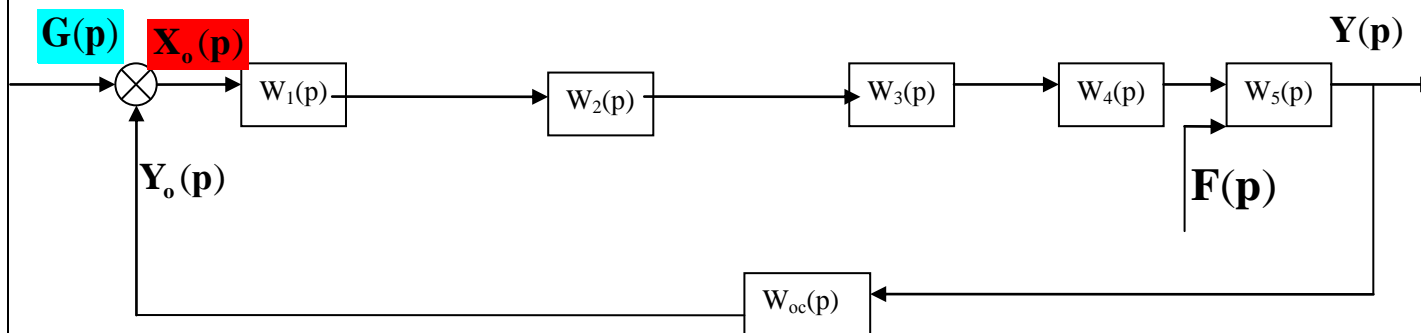 G(p)
Xₒ(p)
Y(p)
W₁(p)
W₂(p)
W₃(p)
W₄(p)
W₅(p)
Yₒ(p)
F(p)
Wₒc(p)